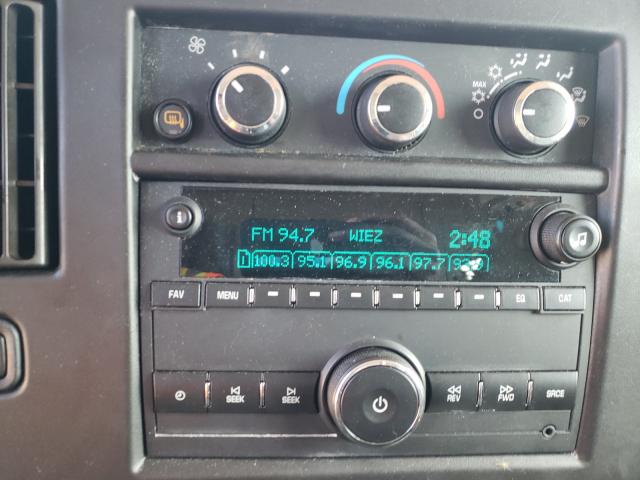 MAX
FM 94.7 WIEZ 2:48
1 100.3 95.1 96.9 96.1 97.7
FAV MENU EQ CAT
SEEK SEEK REV FWD SRCE